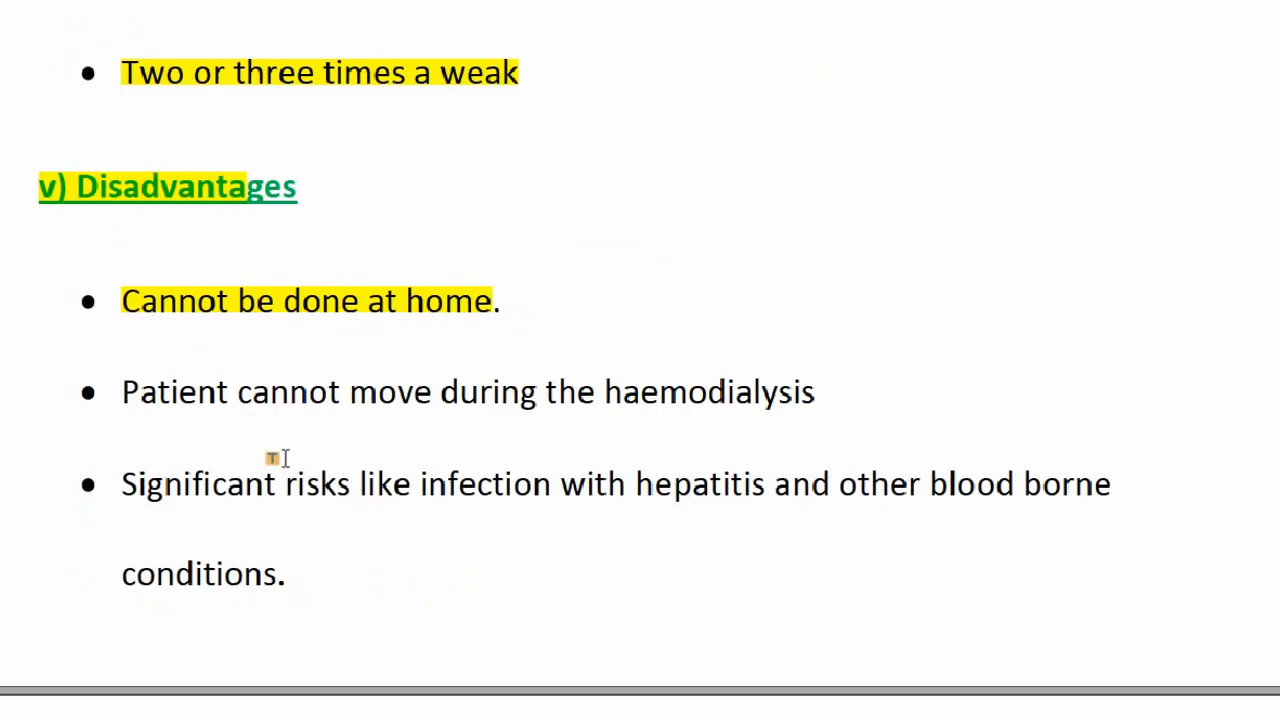 • Two or three times a weak
v) Disadvantages
• Cannot be done at home.
• Patient cannot move during the haemodialysis
• Significant risks like infection with hepatitis and other blood borne
conditions.